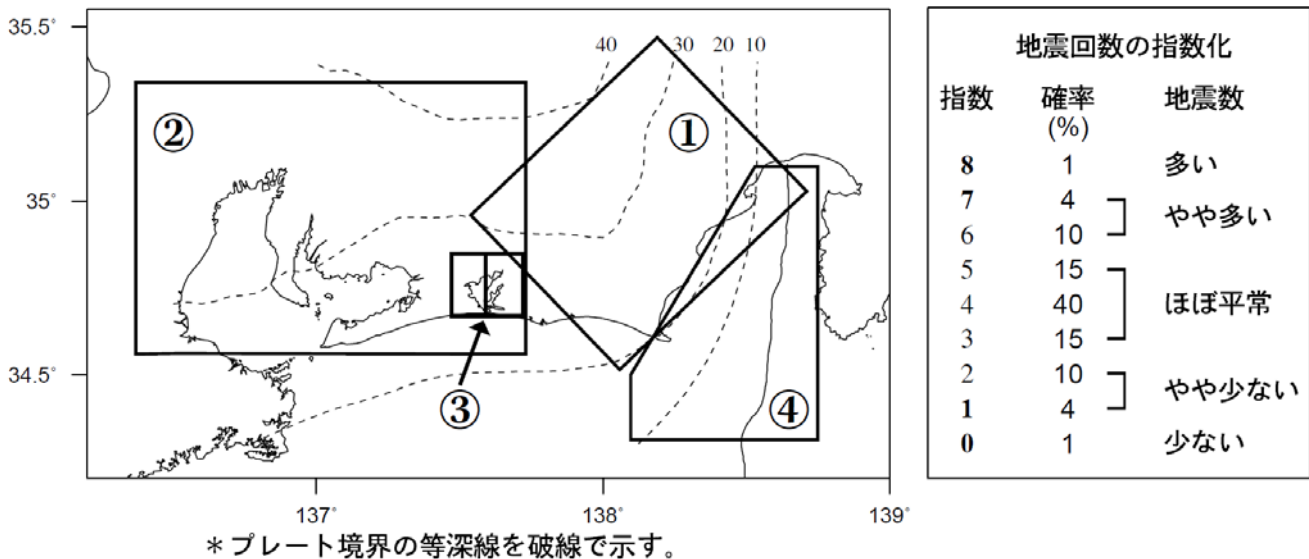 35.5°
35°
34.5°
137°
138°
139°
40
30
20
10
①
②
③
④
＊プレート境界の等深線を破線で示す。
地震回数の指数化
指数 確率 地震数
(%)
8 1 多い
7 4 やや多い
6 10
5 15
4 40 ほぼ平常
3 15
2 10 やや少ない
1 4
0 1 少ない